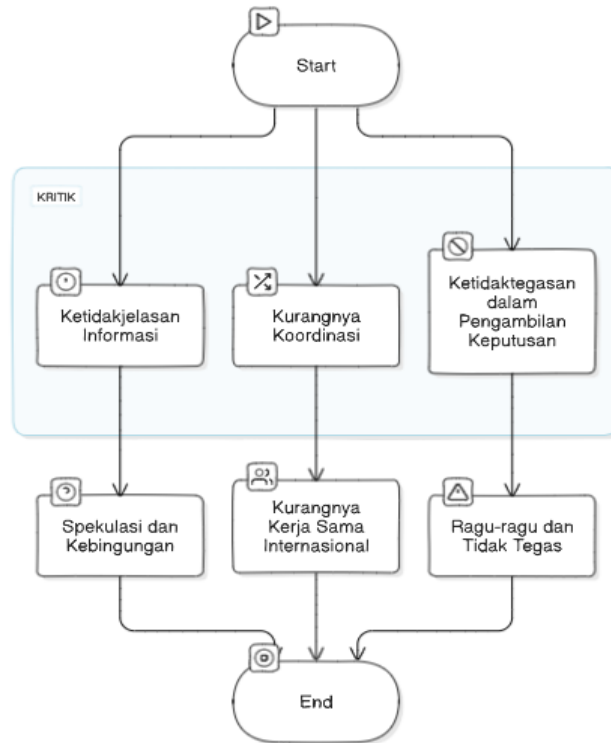 Start
KRITIK
Ketidakjelasan
Informasi
Kurangnya
Koordinasi
Ketidaktegasan
dalam
Pengambilan
Keputusan
Spekulasi dan
Kebingungan
Kurangnya
Kerja Sama
Internasional
Ragu-ragu dan
Tidak Tegas
End